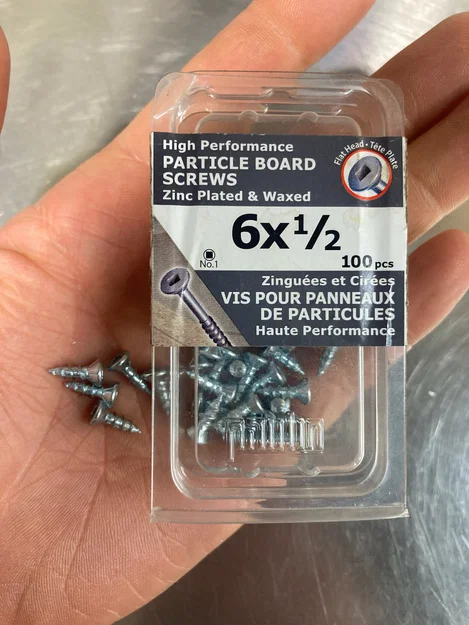 High Performance
PARTICLE BOARD
SCREWS
Zinc Plated & Waxed
Flat Head • Tête Plate
6x1/2
No.1
100 pcs
Zinguées et Cirées
VIS POUR PANNEAUX
DE PARTICULES
Haute Performance